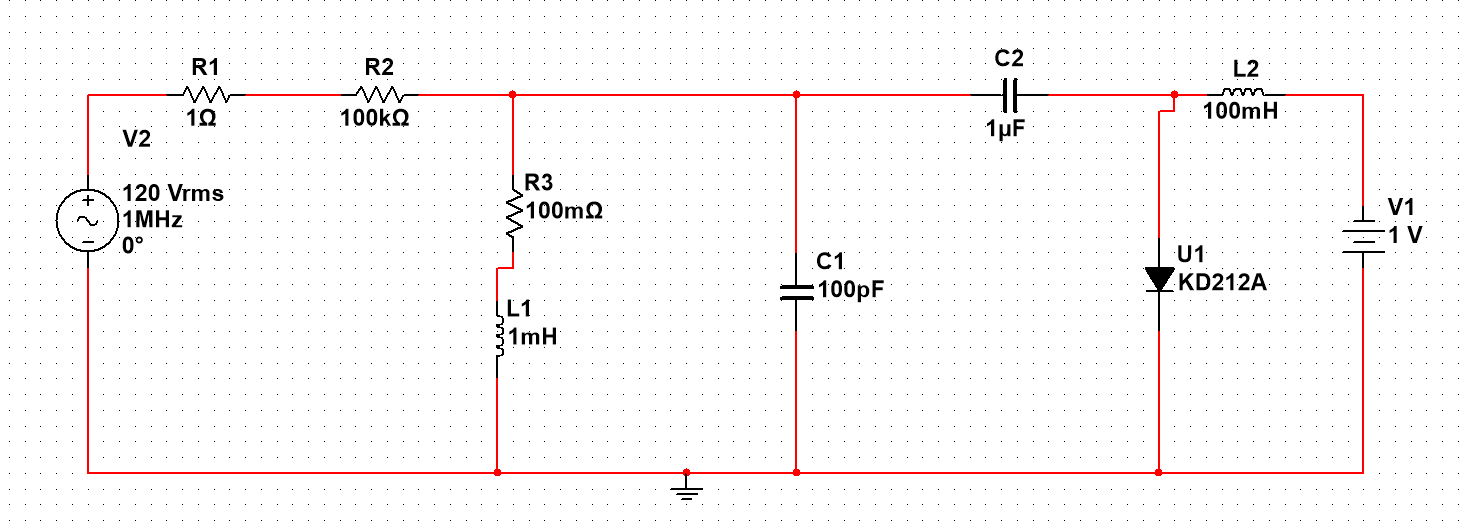 R1
1Ω
R2
100kΩ
V2
120 Vrms
1MHz
0°
R3
100mΩ
L1
1mH
C1
100pF
C2
1µF
L2
100mH
U1
KD212A
V1
1 V